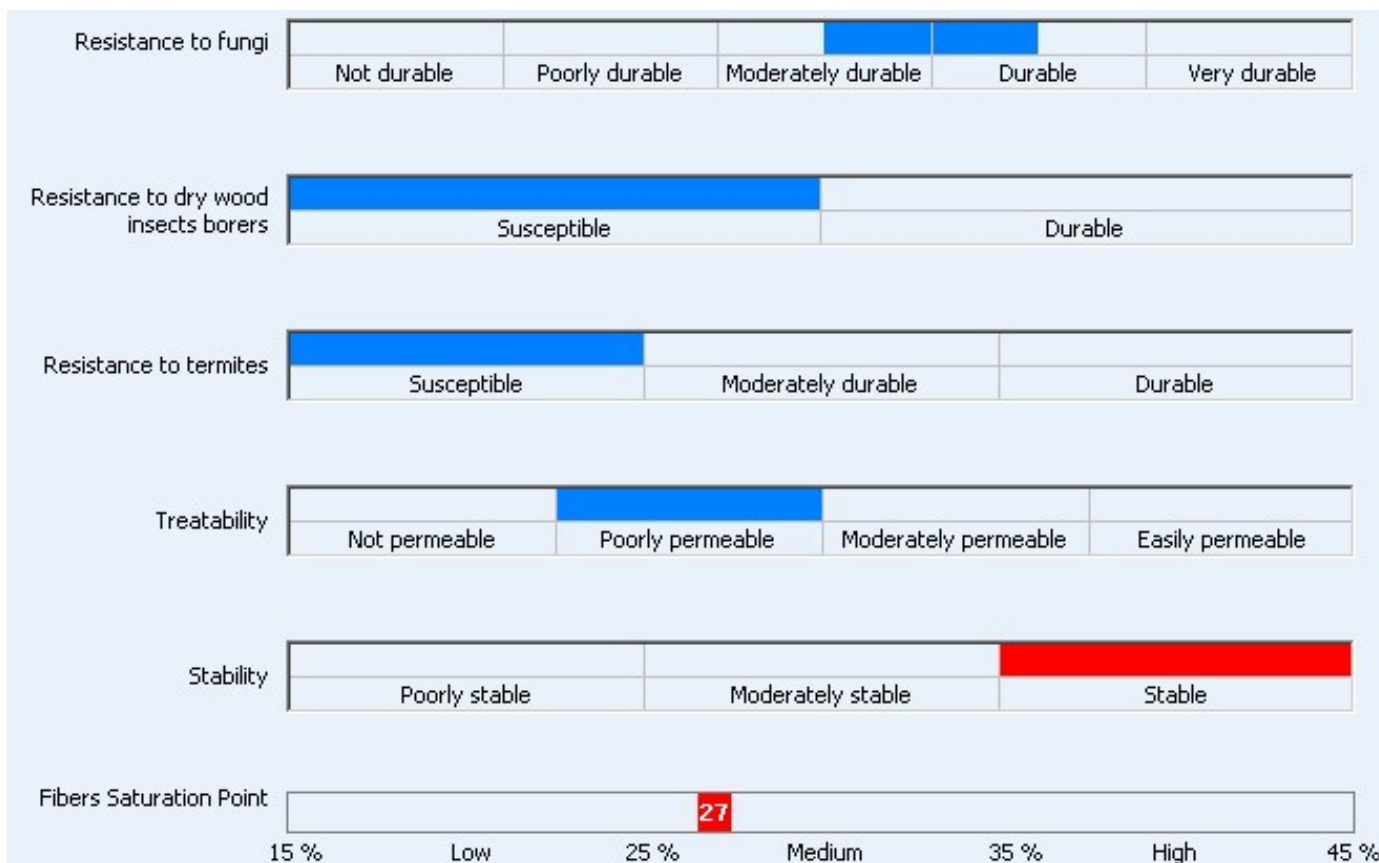 Resistance to fungi
Not durable Poorly durable Moderately durable Durable Very durable
Resistance to dry wood
insects borers
Susceptible Durable
Resistance to termites
Susceptible Moderately durable Durable
Treatability
Not permeable Poorly permeable Moderately permeable Easily permeable
Stability
Poorly stable Moderately stable Stable
Fibers Saturation Point
27
15 % Low 25 % Medium 35 % High 45 %